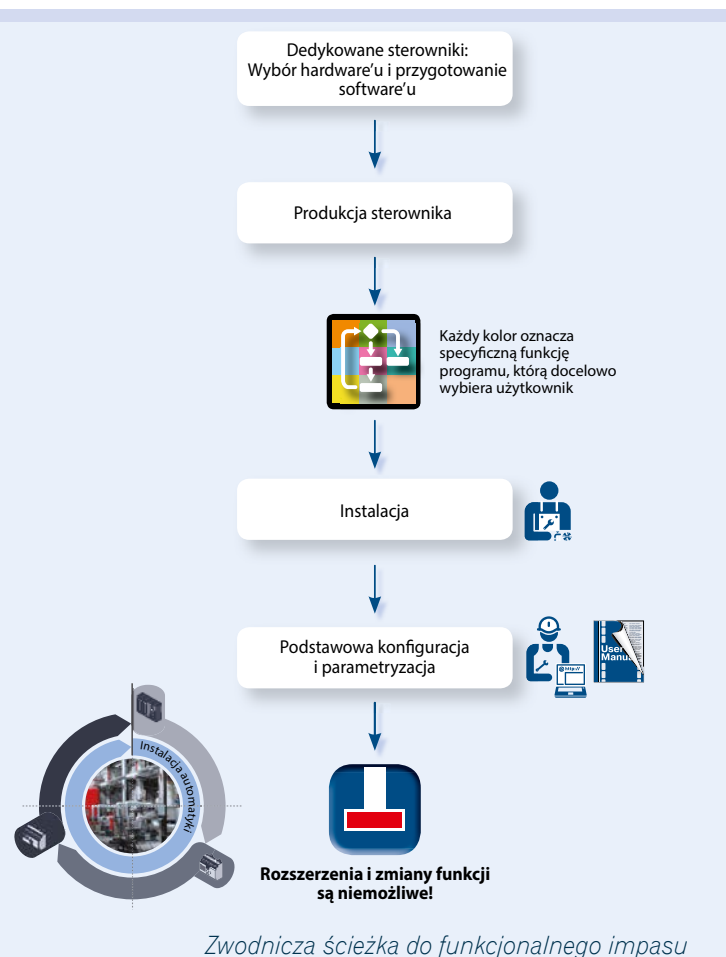 Dedykowane sterowniki:
Wybór hardware’u i przygotowanie
software’u
Produkcja sterownika
Każdy kolor oznacza
specyficzną funkcję
programu, którą docelowo
wybiera użytkownik
Instalacja
Podstawowa konfiguracja
i parametryzacja
http://
User
Manual
Instalacja automatyki
Rozszerzenia i zmiany funkcji
są niemożliwe!
Zwodnicza ścieżka do funkcjonalnego impasu